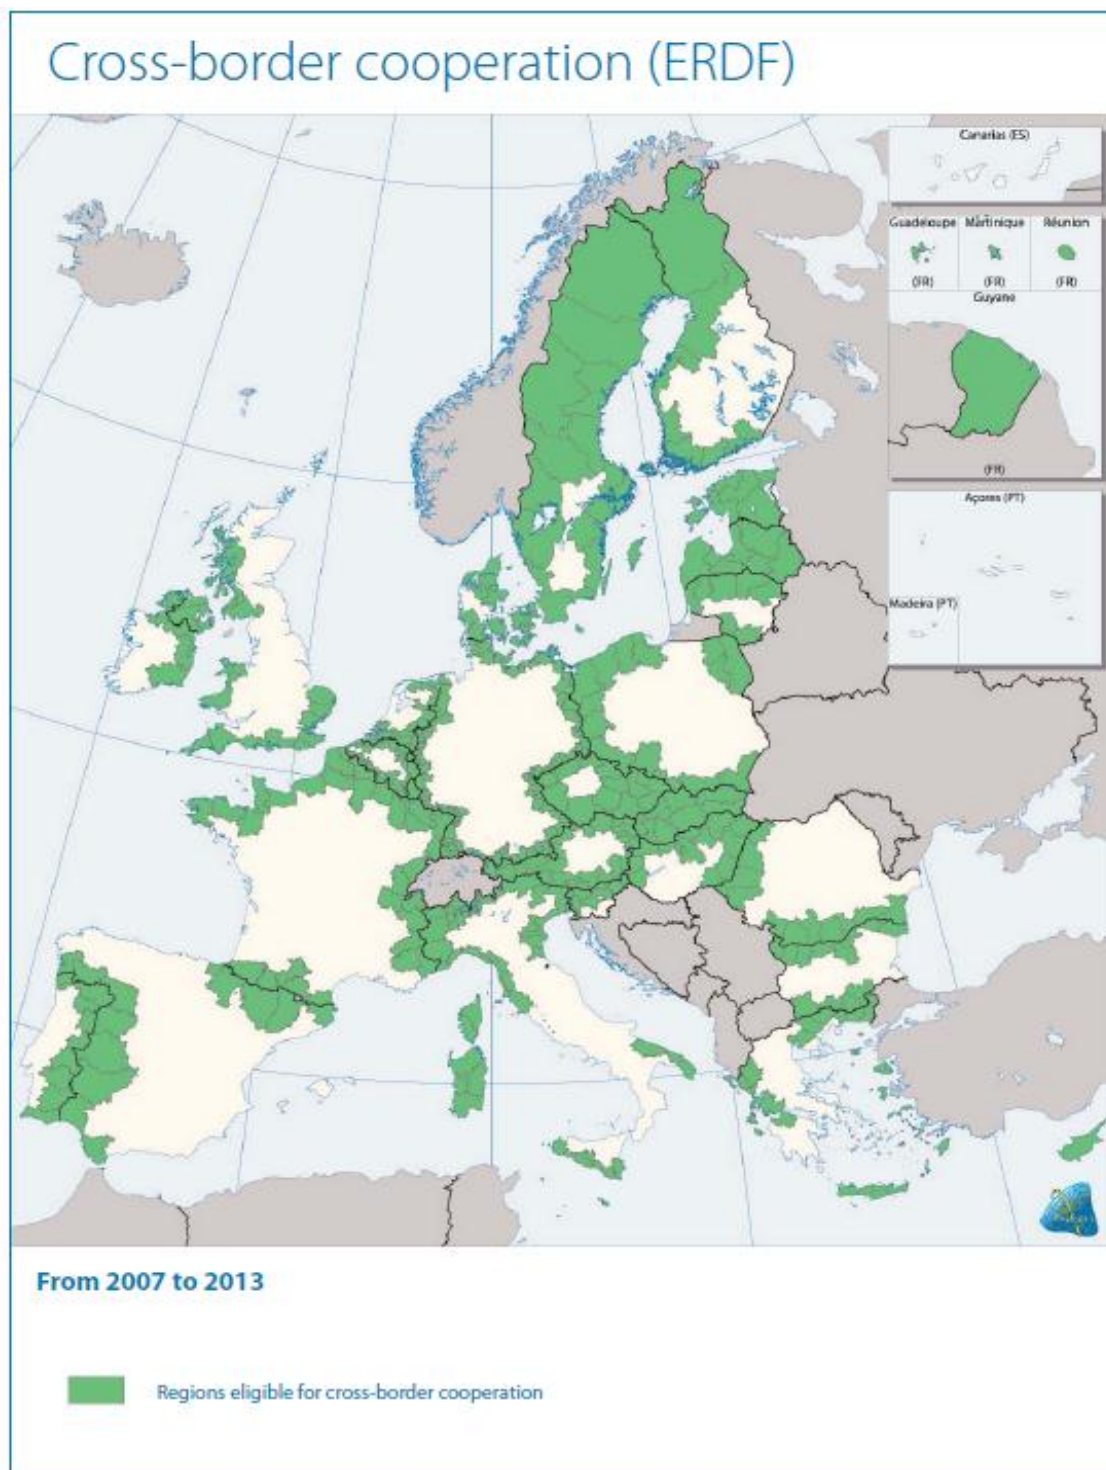 Cross-border cooperation (ERDF)
Canarias (ES)
Guadeloupe Martinique Réunion
(FR) (FR) (FR)
Guyane
(FR)
Açores (PT)
Madeira (PT)
From 2007 to 2013
Regions eligible for cross-border cooperation